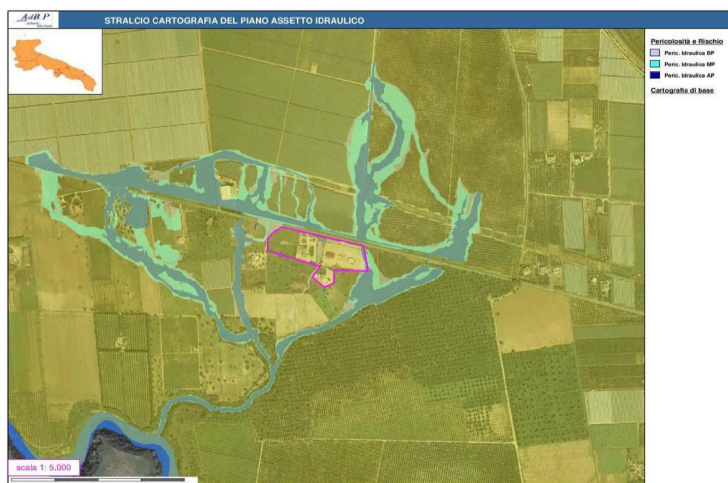 AdB P
STRALCIO CARTOGRAFIA DEL PIANO ASSETTO IDRAULICO
Pericolosità e Rischio
Peric. Idraulica BP
Peric. Idraulica MP
Peric. Idraulica AP
Cartografia di base
scala 1: 5,000